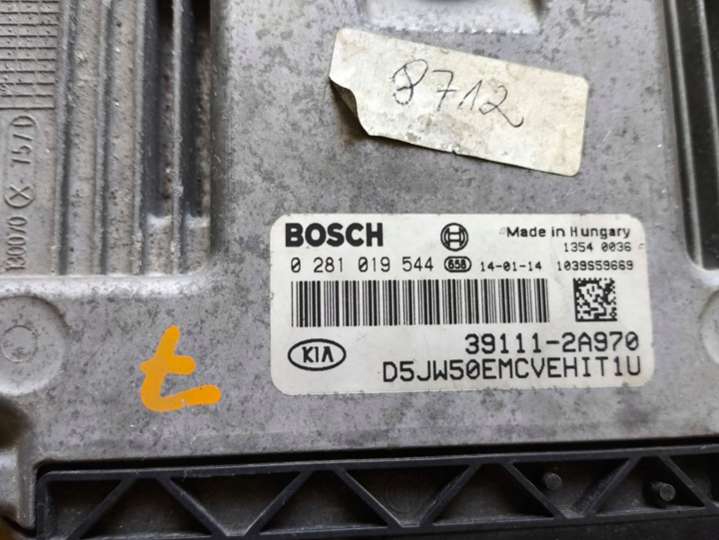 8712
BOSCH
Made in Hungary
1354 0036
0 281 019 544 658 14-01-14 1039S59669
39111-2A970
KIA
D5JW50EMCVEHIT1U